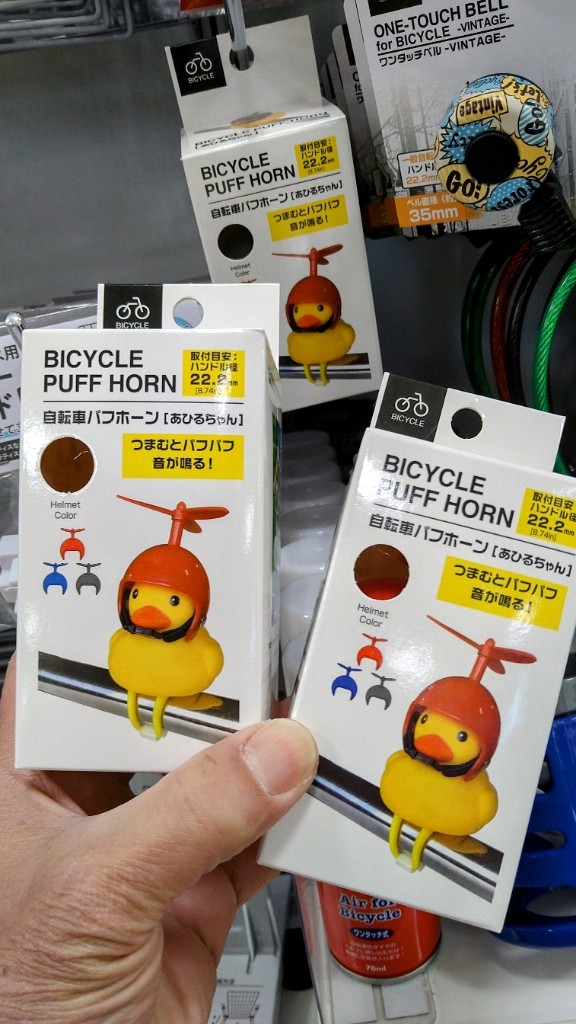 ONE-TOUCH BELL
for BICYCLE -VINTAGE-
ワンタッチベル -VINTAGE-
Vintage
GO!
22.2mm
35mm
BICYCLE
BICYCLE PUFF HORN
BICYCLE
PUFF HORN
取付目安:
ハンドル径
22.2mm
[8.74in]
自転車パフホーン [あひるちゃん]
つまむとパフパフ
音が鳴る!
Helmet
Color
BICYCLE
BICYCLE
PUFF HORN
取付目安:
ハンドル径
22.2mm
[8.74in]
自転車パフホーン [あひるちゃん]
つまむとパフパフ
音が鳴る!
Helmet
Color
BICYCLE
BICYCLE
PUFF HORN
取付目安:
ハンドル径
22.2mm
[8.74in]
自転車パフホーン [あひるちゃん]
つまむとパフパフ
音が鳴る!
Helmet
Color
Air for
Bicycle
ワンタッチ式
70ml